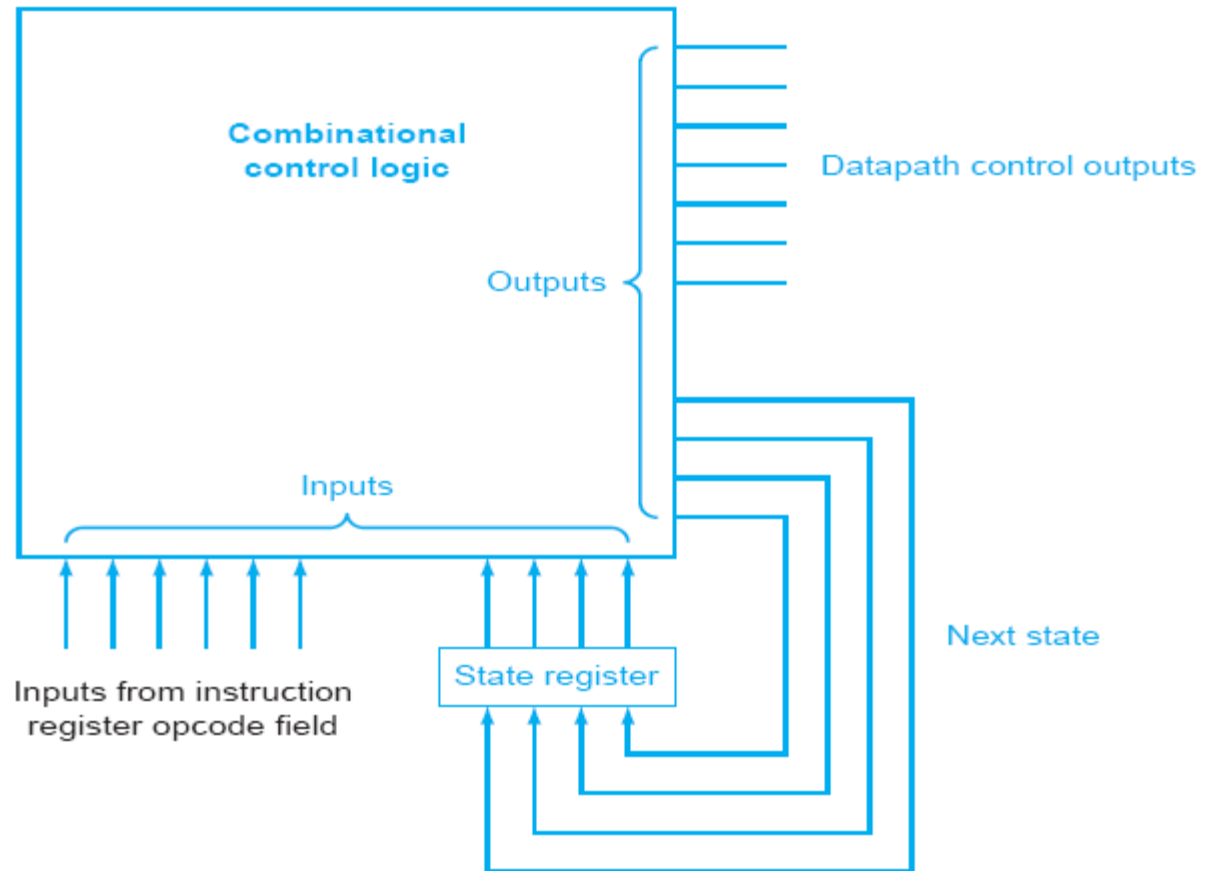 Combinational
control logic
Datapath control outputs
Outputs
Inputs
Next state
State register
Inputs from instruction
register opcode field